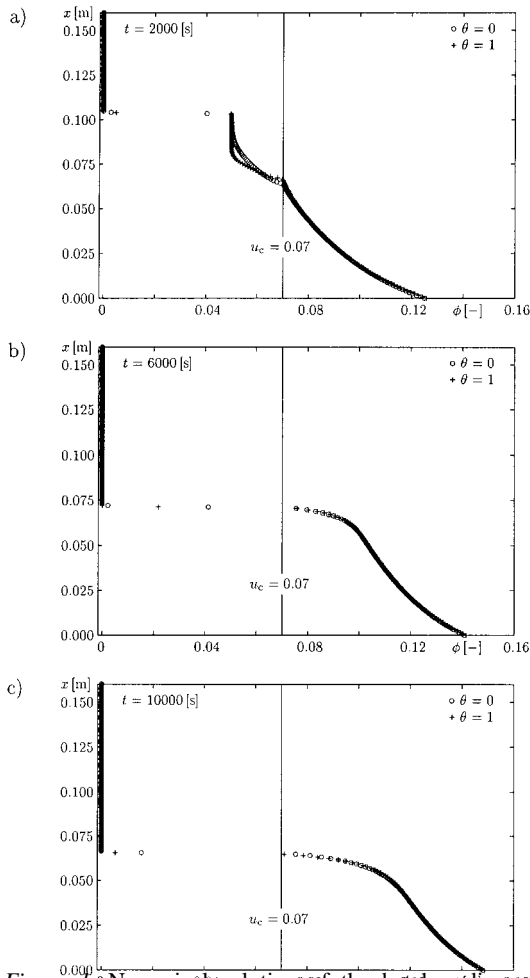 a)
x [m]
t = 2000 [s]
○ θ = 0
+ θ = 1
0.150
0.125
0.100
0.075
0.050
0.025
0.000
u_c = 0.07
0 0.04 0.08 0.12 ϕ [−] 0.16
b)
x [m]
t = 6000 [s]
○ θ = 0
+ θ = 1
0.150
0.125
0.100
0.075
0.050
0.025
0.000
u_c = 0.07
0 0.04 0.08 0.12 ϕ [−] 0.16
c)
x [m]
t = 10000 [s]
○ θ = 0
+ θ = 1
0.150
0.125
0.100
0.075
0.050
0.025
0.000
u_c = 0.07